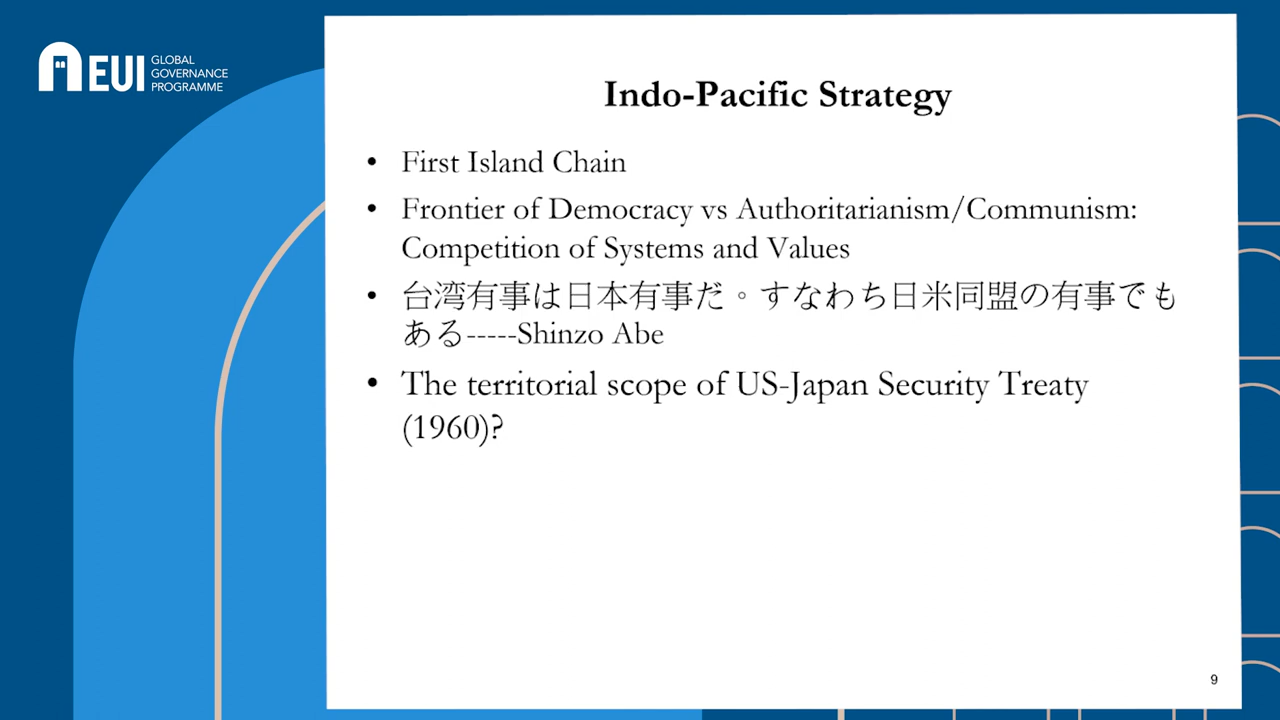 EUI
GLOBAL
GOVERNANCE
PROGRAMME
Indo-Pacific Strategy
• First Island Chain
• Frontier of Democracy vs Authoritarianism/Communism:
Competition of Systems and Values
• 台湾有事は日本有事だ。すなわち日米同盟の有事でも
ある-----Shinzo Abe
• The territorial scope of US-Japan Security Treaty
(1960)?
9